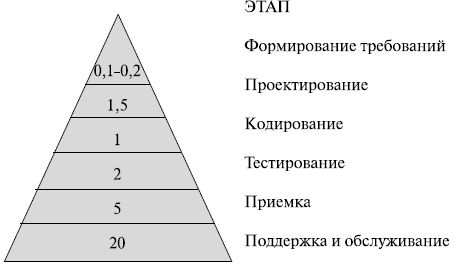 ЭТАП
Формирование требований
0,1–0,2
Проектирование
1,5
Кодирование
1
Тестирование
2
Приемка
5
Поддержка и обслуживание
20